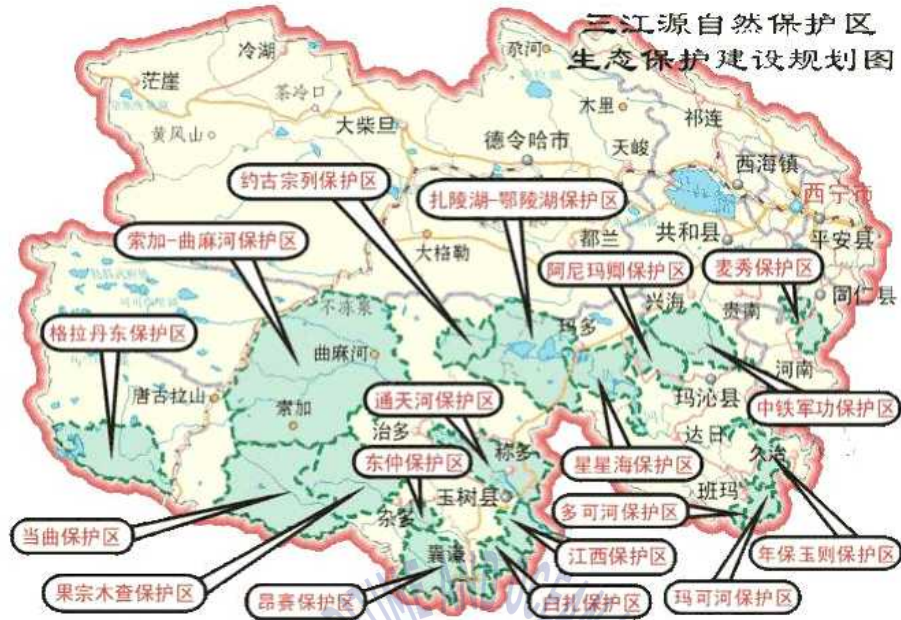 三江源自然保护区
生态保护建设规划图
冷湖
尕河
茫崖
茶冷口
木里
祁连
黄风山
大柴旦
德令哈市
天峻
西海镇
约古宗列保护区
扎陵湖-鄂陵湖保护区
西宁市
索加-曲麻河保护区
大格勒
都兰
共和县
平安县
阿尼玛卿保护区
麦秀保护区
不冻泉
兴海
贵南
同仁县
格拉丹东保护区
玛多
曲麻河
河南
唐古拉山
通天河保护区
玛沁县
中铁军功保护区
索加
治多
达日
东仲保护区
称多
星星海保护区
久治
玉树县
班玛
多可河保护区
当曲保护区
杂多
江西保护区
年保玉则保护区
囊谦
果宗木查保护区
昂赛保护区
白扎保护区
玛可河保护区